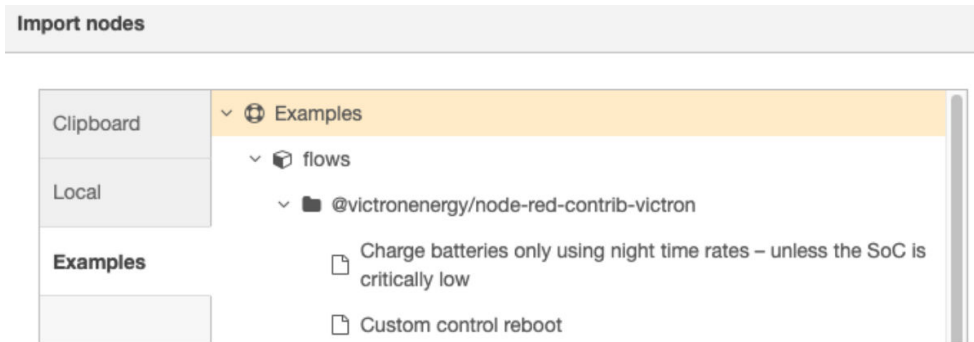 Import nodes
Clipboard
Local
Examples
Examples
flows
@victronenergy/node-red-contrib-victron
Charge batteries only using night time rates – unless the SoC is
critically low
Custom control reboot